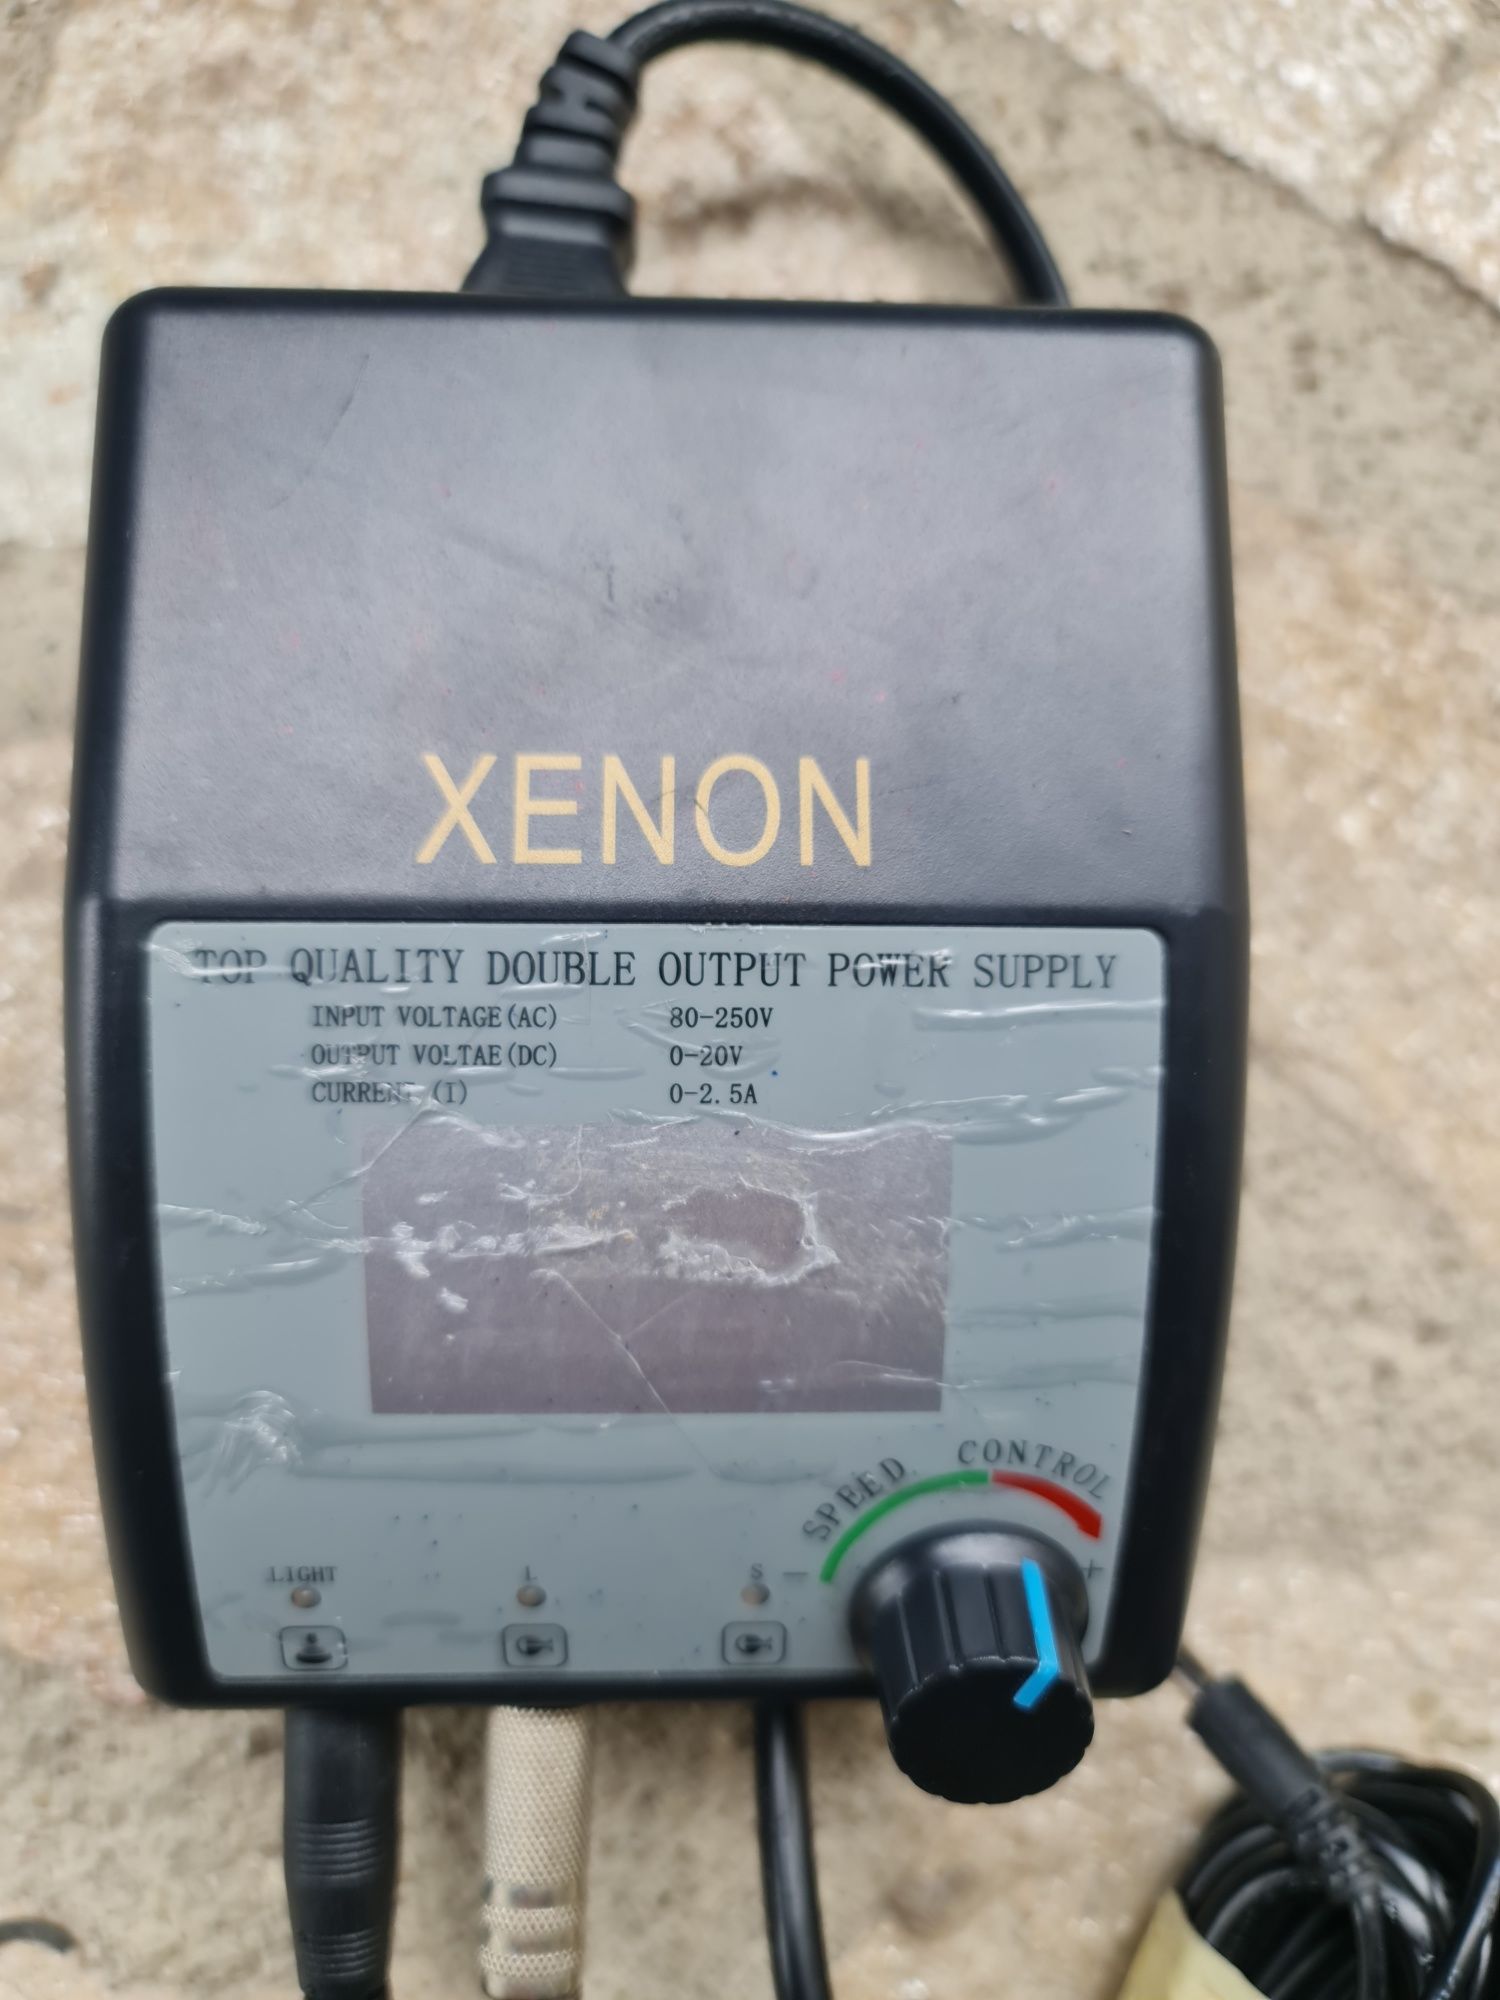 XENON
TOP QUALITY DOUBLE OUTPUT POWER SUPPLY
INPUT VOLTAGE(AC) 80-250V
OUTPUT VOLTAE(DC) 0-20V
CURRENT (I) 0-2.5A
SPEED CONTROL
LIGHT L S - +